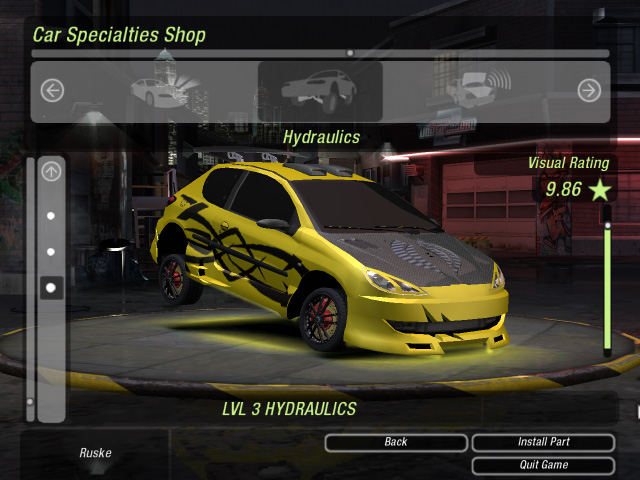 Car Specialties Shop
Hydraulics
Visual Rating
9.86
LVL 3 HYDRAULICS
Back
Install Part
Ruske
Quit Game